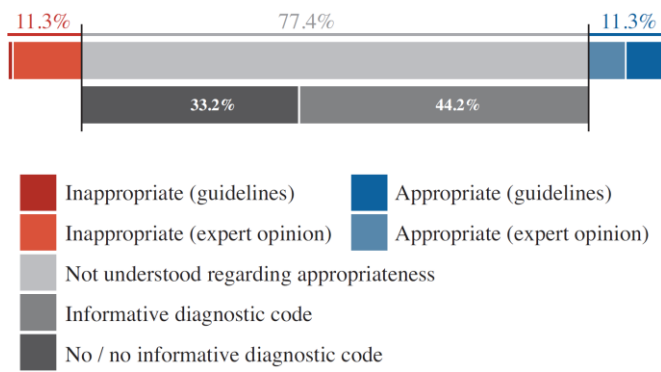 11.3% 77.4% 11.3%
33.2% 44.2%
Inappropriate (guidelines) Appropriate (guidelines)
Inappropriate (expert opinion) Appropriate (expert opinion)
Not understood regarding appropriateness
Informative diagnostic code
No / no informative diagnostic code